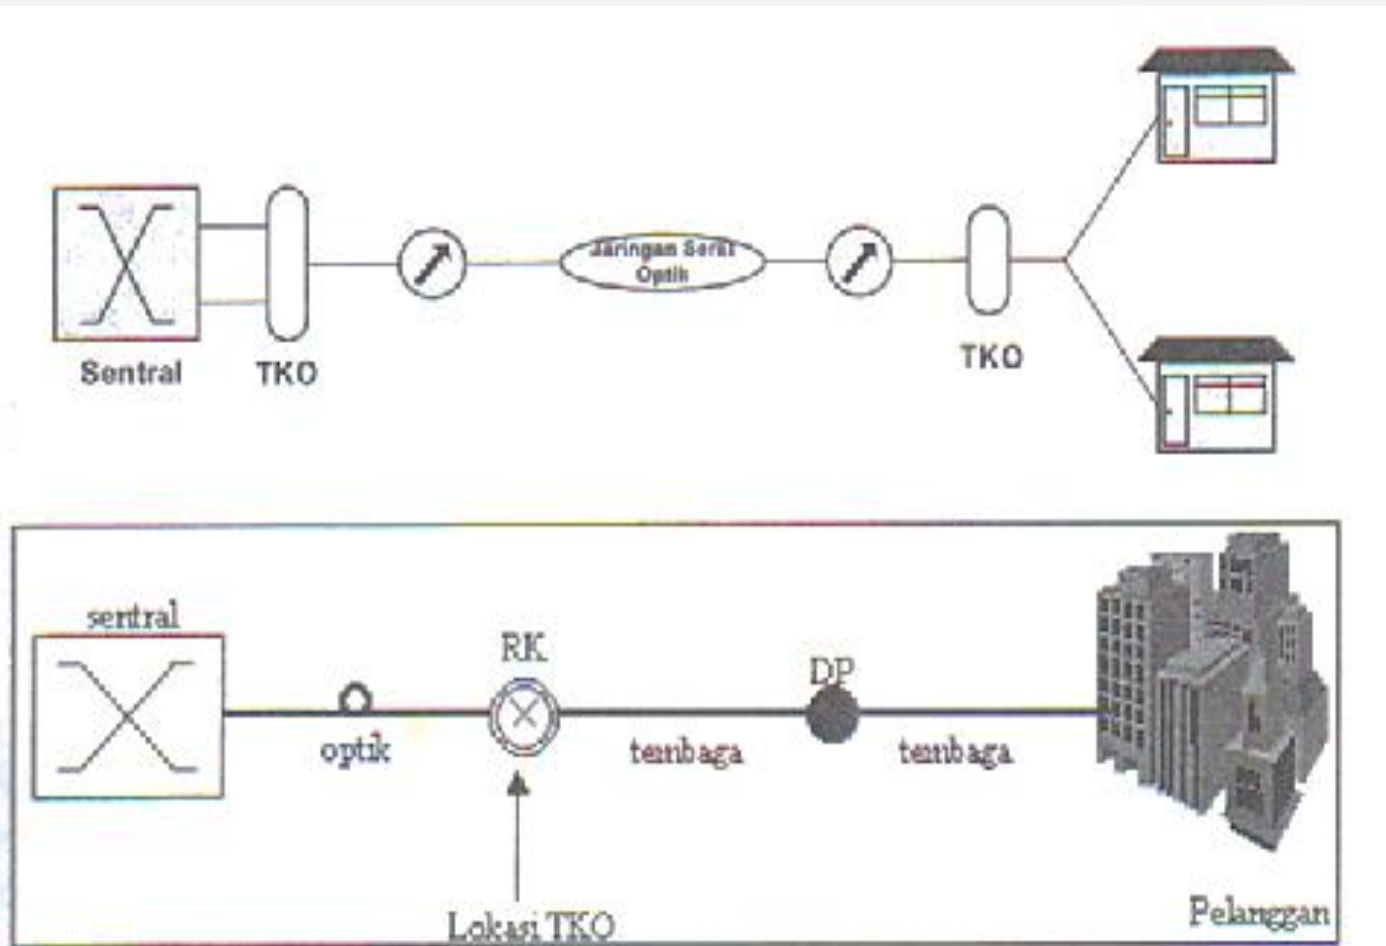 Jaringan Serat
Optik
Sentral
TKO
TKO
sentral
RK
DP
optik
tembaga
tembaga
Lokasi TKO
Pelanggan